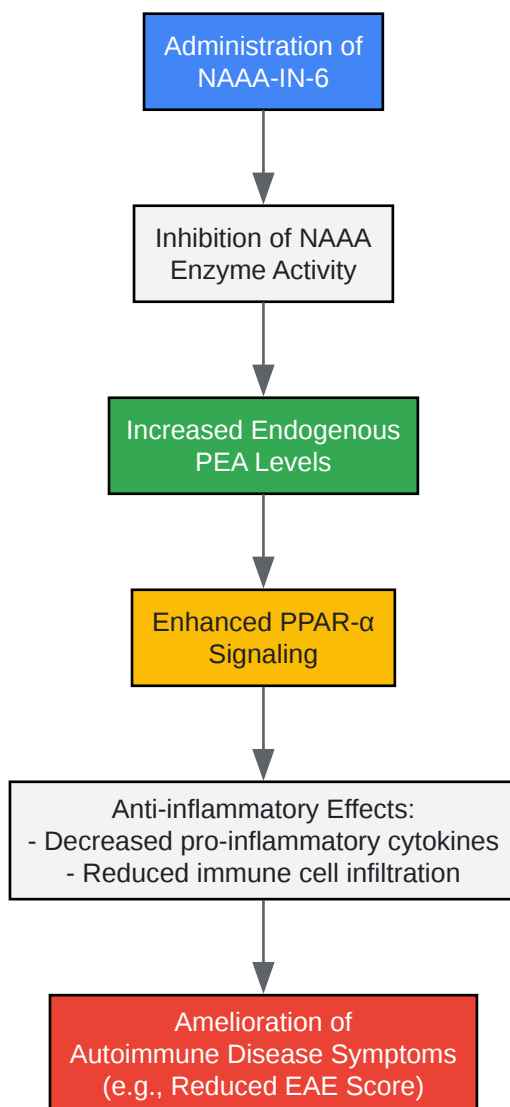 Administration of
NAAA-IN-6
Inhibition of NAAA
Enzyme Activity
Increased Endogenous
PEA Levels
Enhanced PPAR-α
Signaling
Anti-inflammatory Effects:
- Decreased pro-inflammatory cytokines
- Reduced immune cell infiltration
Amelioration of
Autoimmune Disease Symptoms
(e.g., Reduced EAE Score)